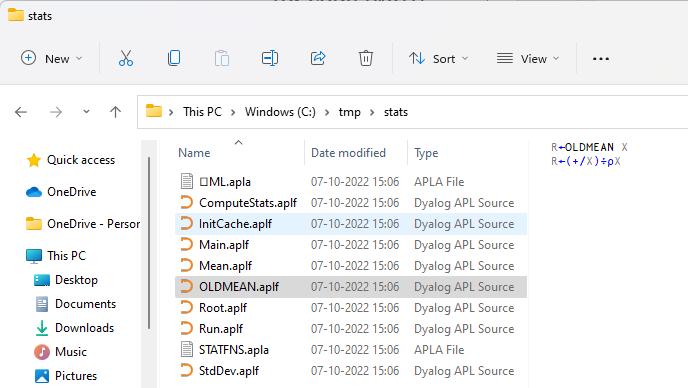 stats
New
Sort
View
This PC > Windows (C:) > tmp > stats
Quick access
OneDrive
OneDrive - Person
This PC
Desktop
Documents
Downloads
Music
Pictures
Name Date modified Type
⎕ML.apla 07-10-2022 15:06 APLA File
ComputeStats.aplf 07-10-2022 15:06 Dyalog APL Source
InitCache.aplf 07-10-2022 15:06 Dyalog APL Source
Main.aplf 07-10-2022 15:06 Dyalog APL Source
Mean.aplf 07-10-2022 15:06 Dyalog APL Source
OLDMEAN.aplf 07-10-2022 15:06 Dyalog APL Source
Root.aplf 07-10-2022 15:06 Dyalog APL Source
Run.aplf 07-10-2022 15:06 Dyalog APL Source
STATFNS.apla 07-10-2022 15:06 APLA File
StdDev.aplf 07-10-2022 15:06 Dyalog APL Source
R←OLDMEAN X
R←(+/X)÷⍴X